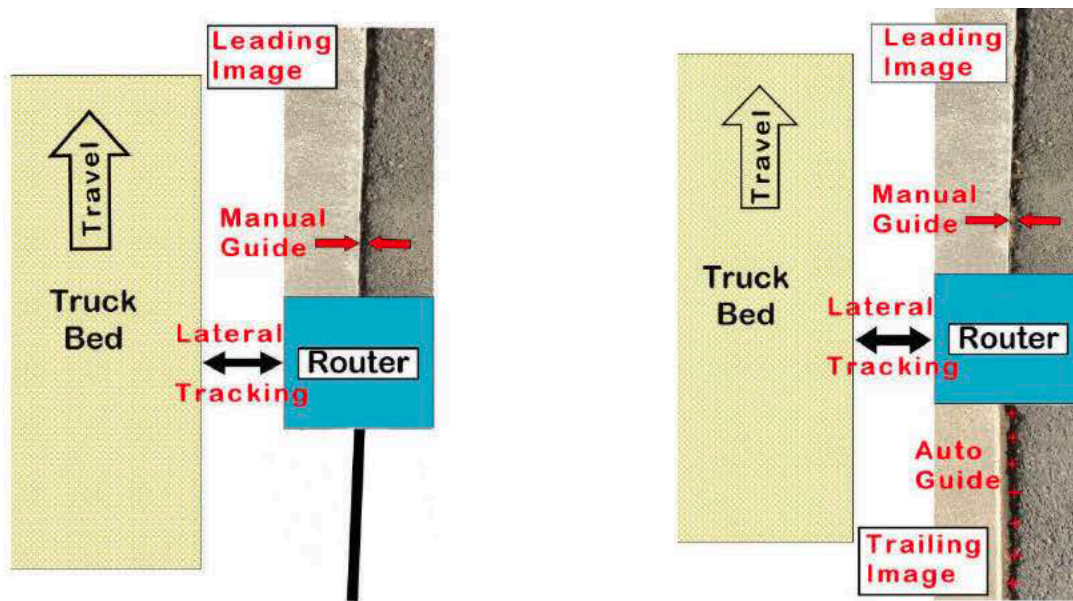 Leading
Image
Travel
Manual
Guide
Truck
Bed
Lateral
Router
Tracking
Leading
Image
Travel
Manual
Guide
Truck
Bed
Lateral
Router
Tracking
Auto
Guide
Trailing
Image